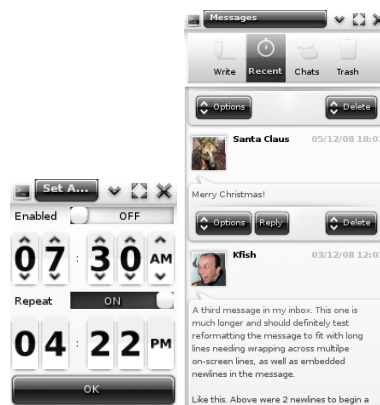 Set A...
Enabled OFF
07 : 30 AM
Repeat ON
04 : 22 PM
OK
Messages
Write Recent Chats Trash
Options Delete
Santa Claus 05/12/08 18:01
Merry Christmas!
Options Reply Delete
Kfish 03/12/08 12:01
A third message in my inbox. This one is
much longer and should definitely test
reformatting the message to fit with long
lines needing wrapping across multilpe
on-screen lines, as well as embedded
newlines in the message.
Like this. Above were 2 newlines to begin a